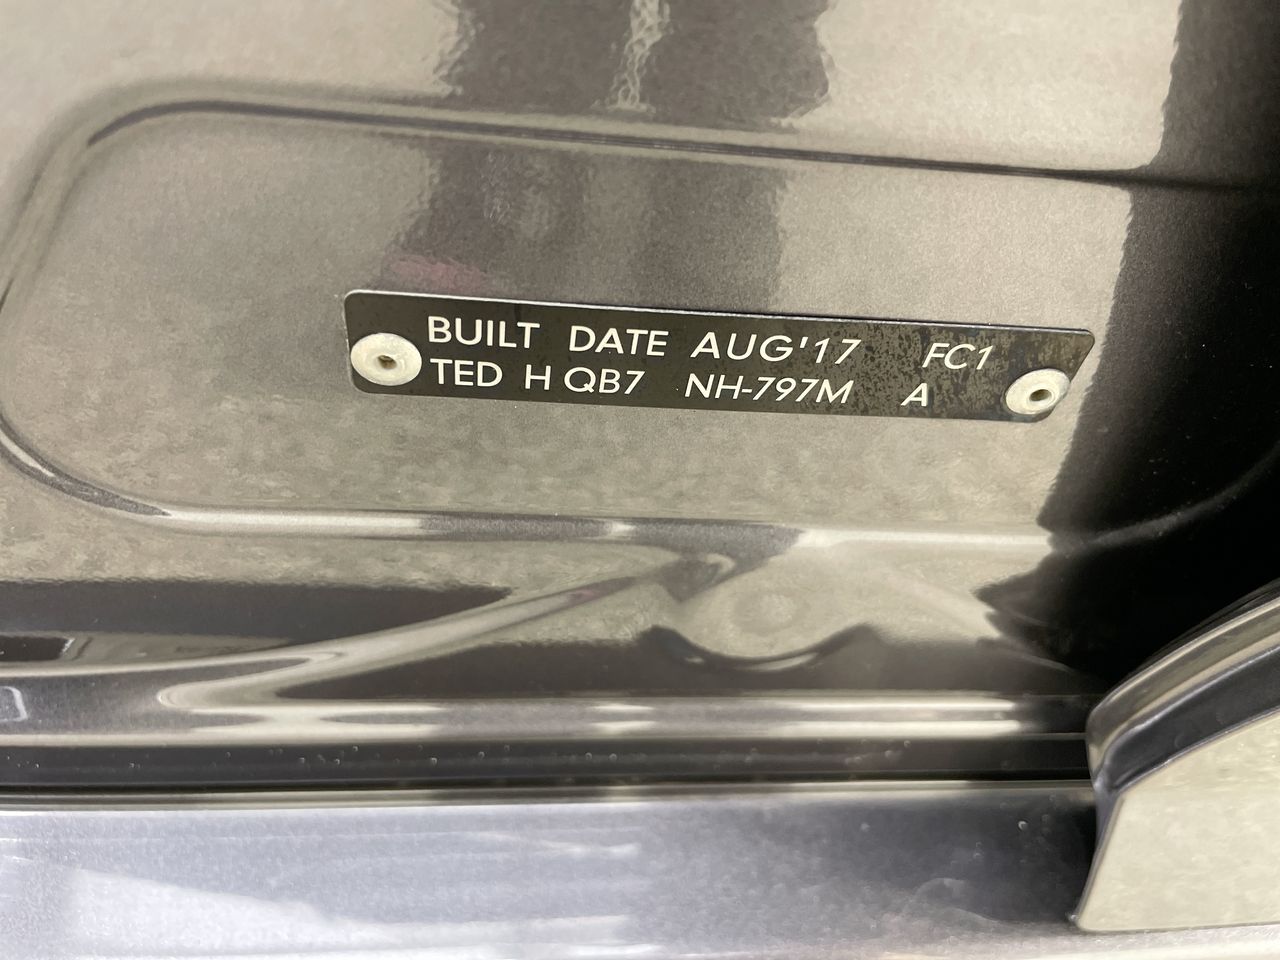 BUILT DATE AUG'17 FC1
TED H QB7 NH-797M A